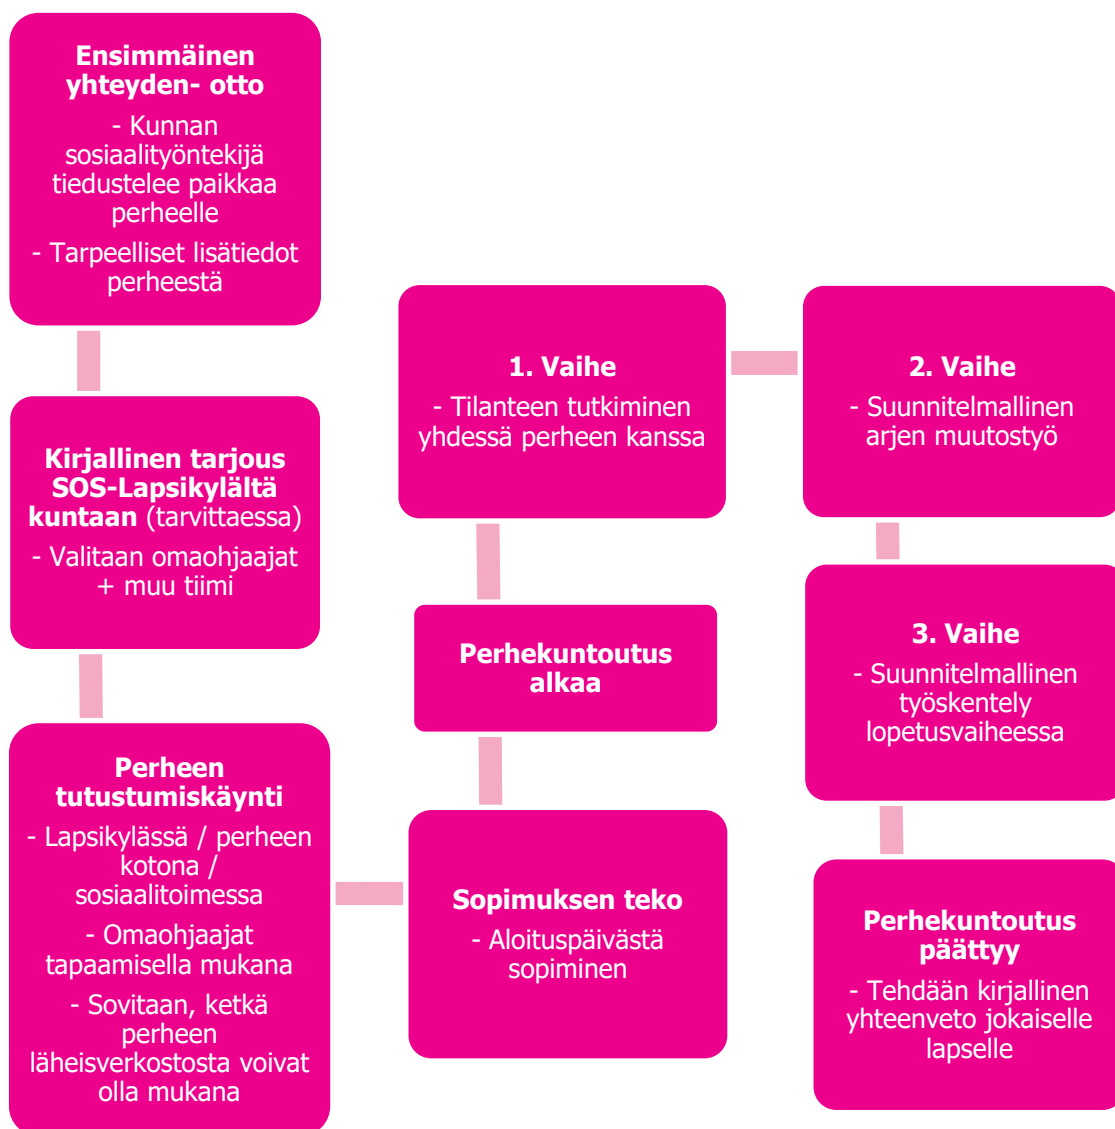 Ensimmäinen
yhteyden- otto
- Kunnan
sosiaalityöntekijä
tiedustelee paikkaa
perheelle
- Tarpeelliset lisätiedot
perheestä
Kirjallinen tarjous
SOS-Lapsikylältä
kuntaan (tarvittaessa)
- Valitaan omaohjaajat
+ muu tiimi
Perheen
tutustumiskäynti
- Lapsikylässä / perheen
kotona /
sosiaalitoimessa
- Omaohjaajat
tapaamisella mukana
- Sovitaan, ketkä
perheen
läheisverkostosta voivat
olla mukana
Sopimuksen teko
- Aloituspäivästä
sopiminen
Perhekuntoutus
alkaa
1. Vaihe
- Tilanteen tutkiminen
yhdessä perheen kanssa
2. Vaihe
- Suunnitelmallinen
arjen muutostyö
3. Vaihe
- Suunnitelmallinen
työskentely
lopetusvaiheessa
Perhekuntoutus
päättyy
- Tehdään kirjallinen
yhteenveto jokaiselle
lapselle